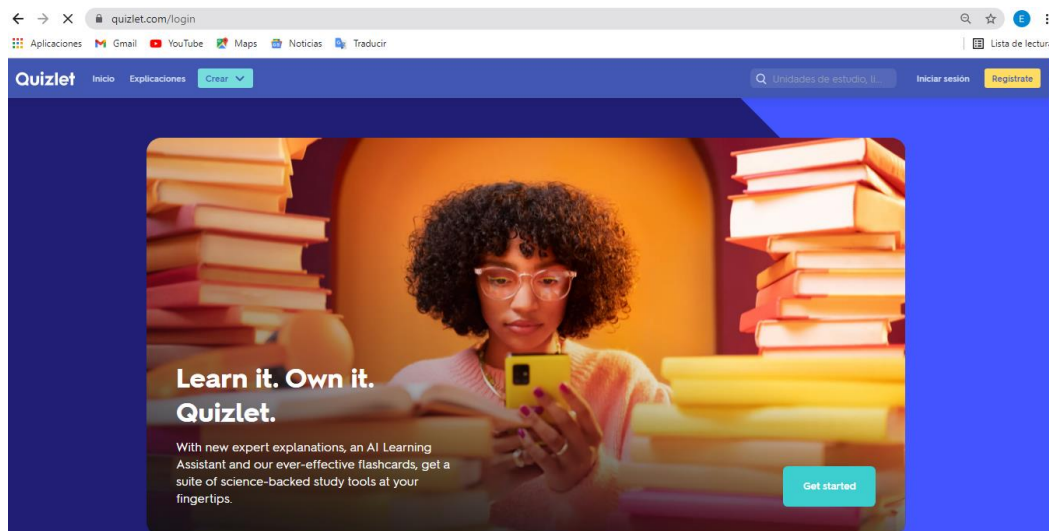 quizlet.com/login
E
Aplicaciones Gmail YouTube Maps Noticias Traducir
Lista de lectura
Quizlet Inicio Explicaciones Crear Unidades de estudio, li... Iniciar sesión Regístrate
Learn it. Own it.
Quizlet.
With new expert explanations, an AI Learning
Assistant and our ever-effective flashcards, get a
suite of science-backed study tools at your
fingertips.
Get started